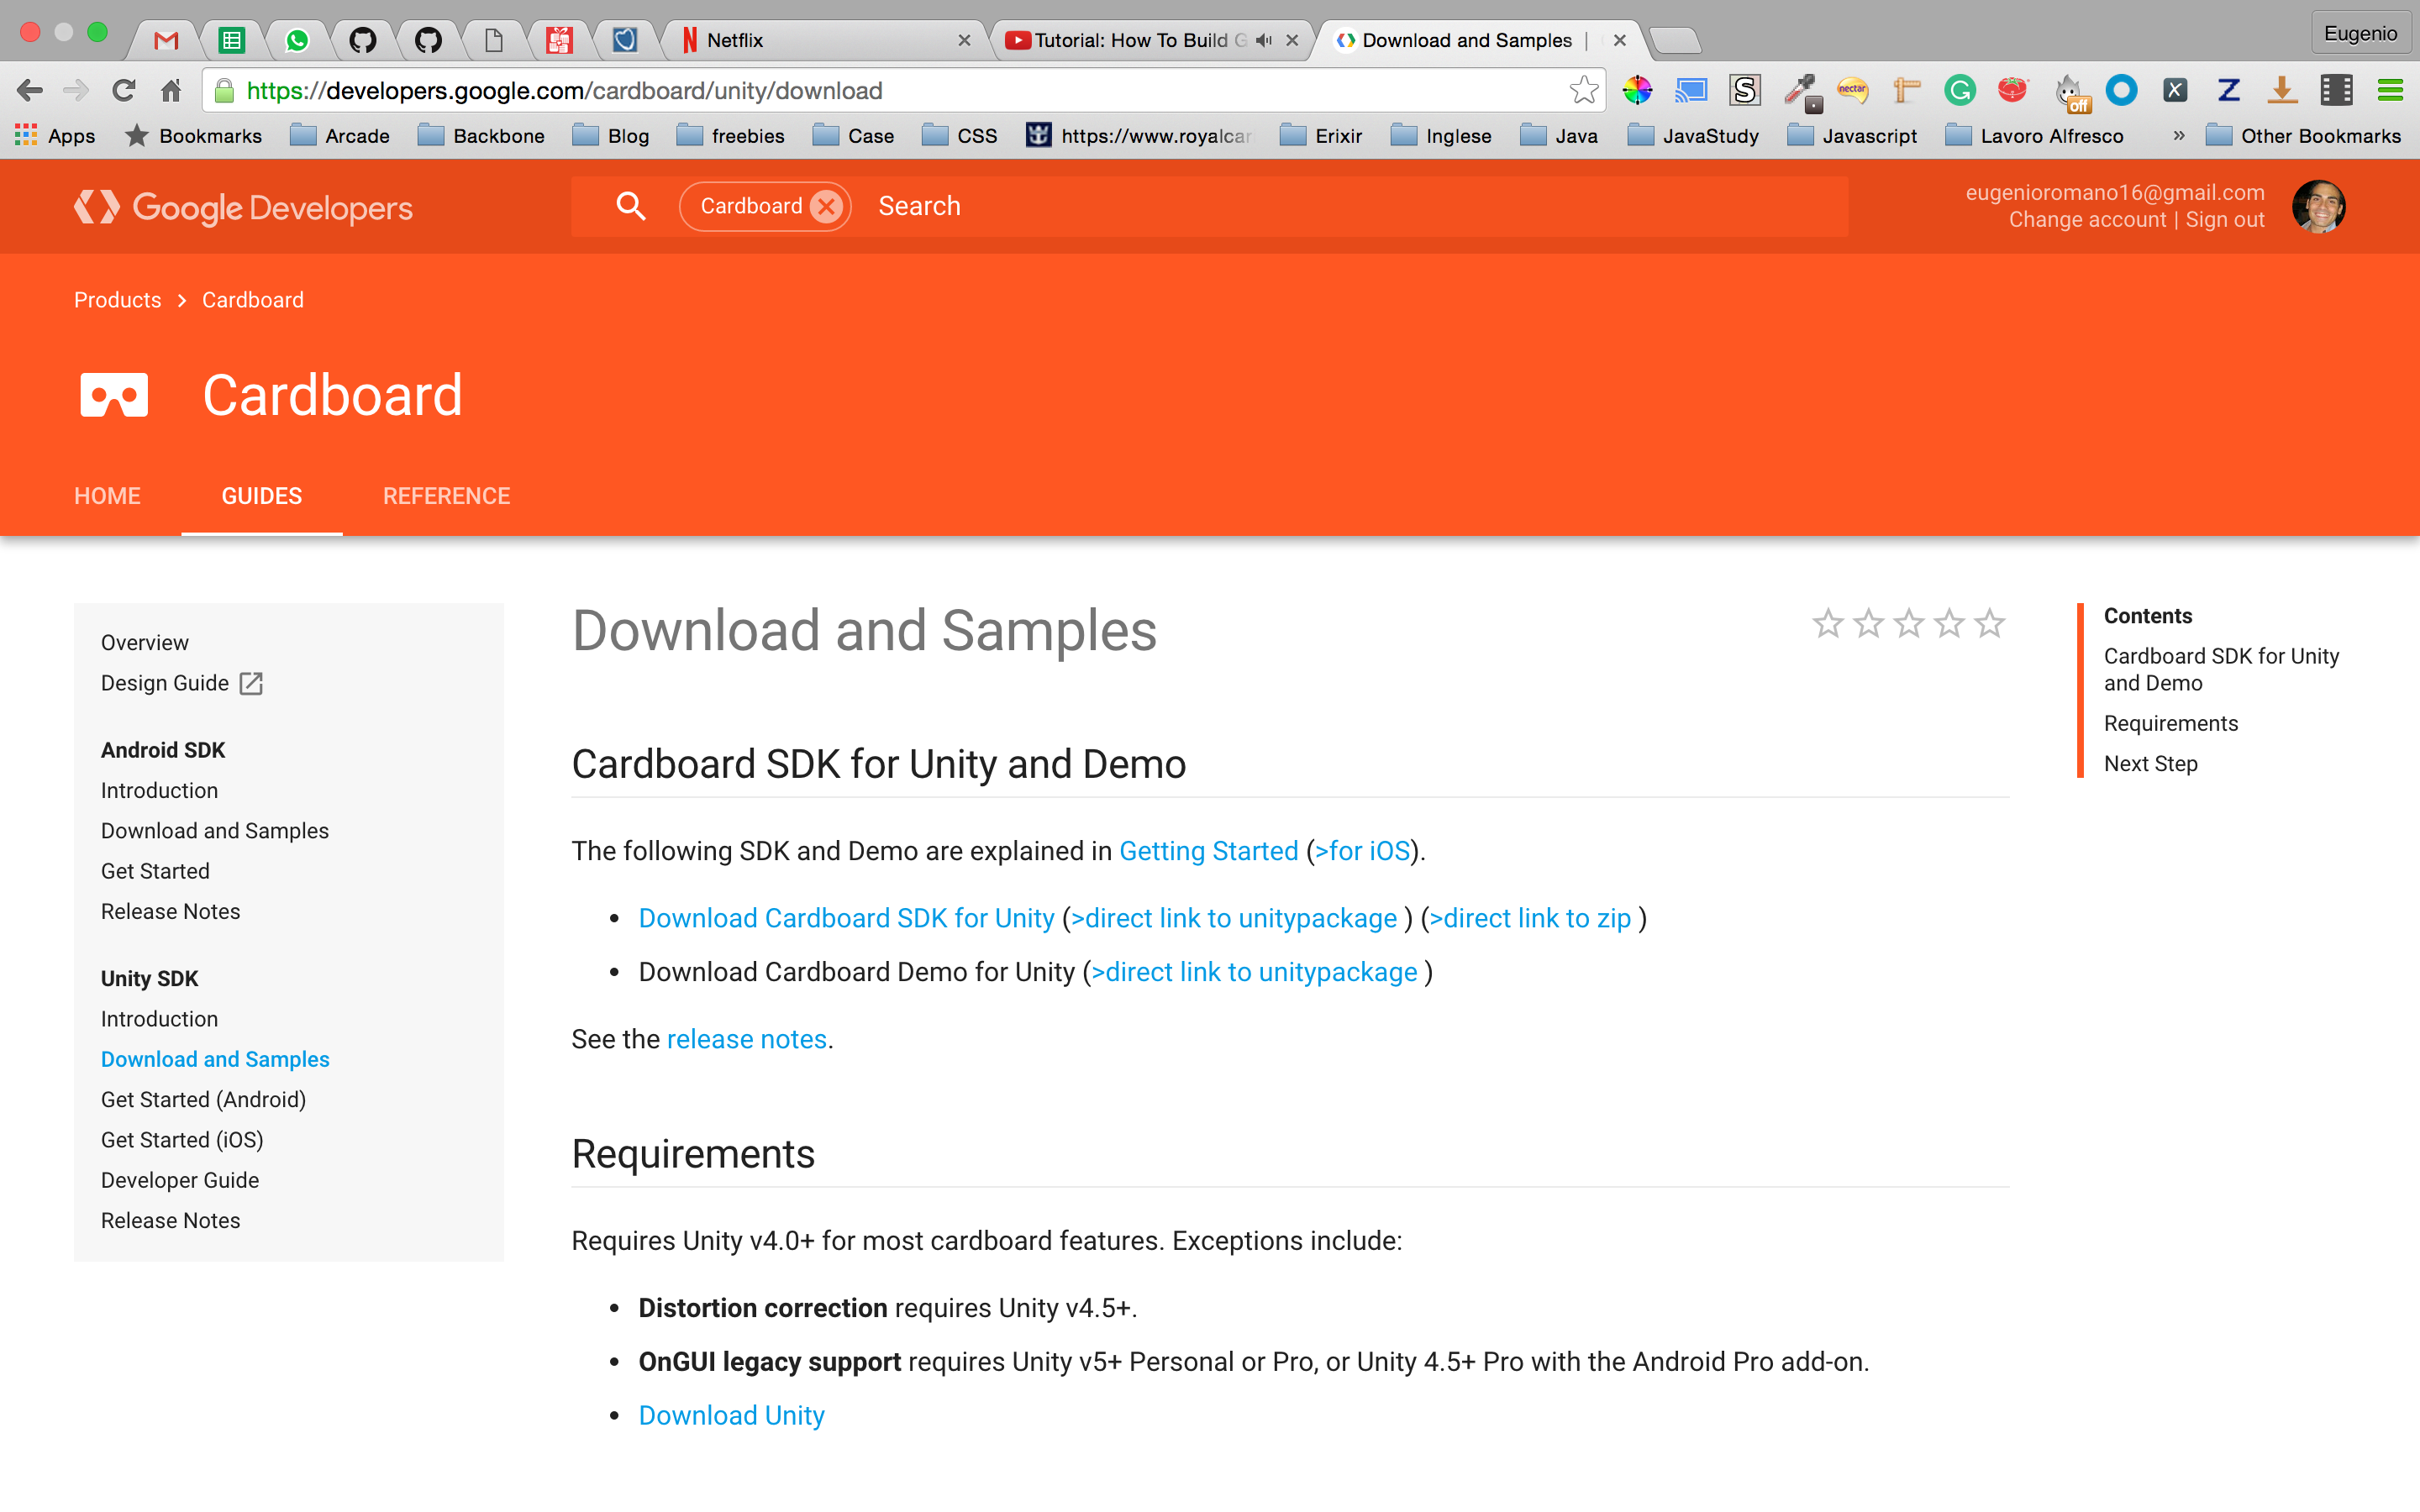 Netflix
Tutorial: How To Build G
Download and Samples |
Eugenio
https://developers.google.com/cardboard/unity/download
S
nectar
G
off
X
Z
Apps
Bookmarks
Arcade
Backbone
Blog
freebies
Case
CSS
https://www.royalcar
Erixir
Inglese
Java
JavaStudy
Javascript
Lavoro Alfresco
»
Other Bookmarks
Google Developers
Cardboard
Search
eugenioromano16@gmail.com
Change account | Sign out
Products > Cardboard
Cardboard
HOME
GUIDES
REFERENCE
Overview
Design Guide
Android SDK
Introduction
Download and Samples
Get Started
Release Notes
Unity SDK
Introduction
Download and Samples
Get Started (Android)
Get Started (iOS)
Developer Guide
Release Notes
Download and Samples
Cardboard SDK for Unity and Demo
The following SDK and Demo are explained in Getting Started (>for iOS).
• Download Cardboard SDK for Unity (>direct link to unitypackage ) (>direct link to zip )
• Download Cardboard Demo for Unity (>direct link to unitypackage )
See the release notes.
Requirements
Requires Unity v4.0+ for most cardboard features. Exceptions include:
• Distortion correction requires Unity v4.5+.
• OnGUI legacy support requires Unity v5+ Personal or Pro, or Unity 4.5+ Pro with the Android Pro add-on.
• Download Unity
Contents
Cardboard SDK for Unity
and Demo
Requirements
Next Step